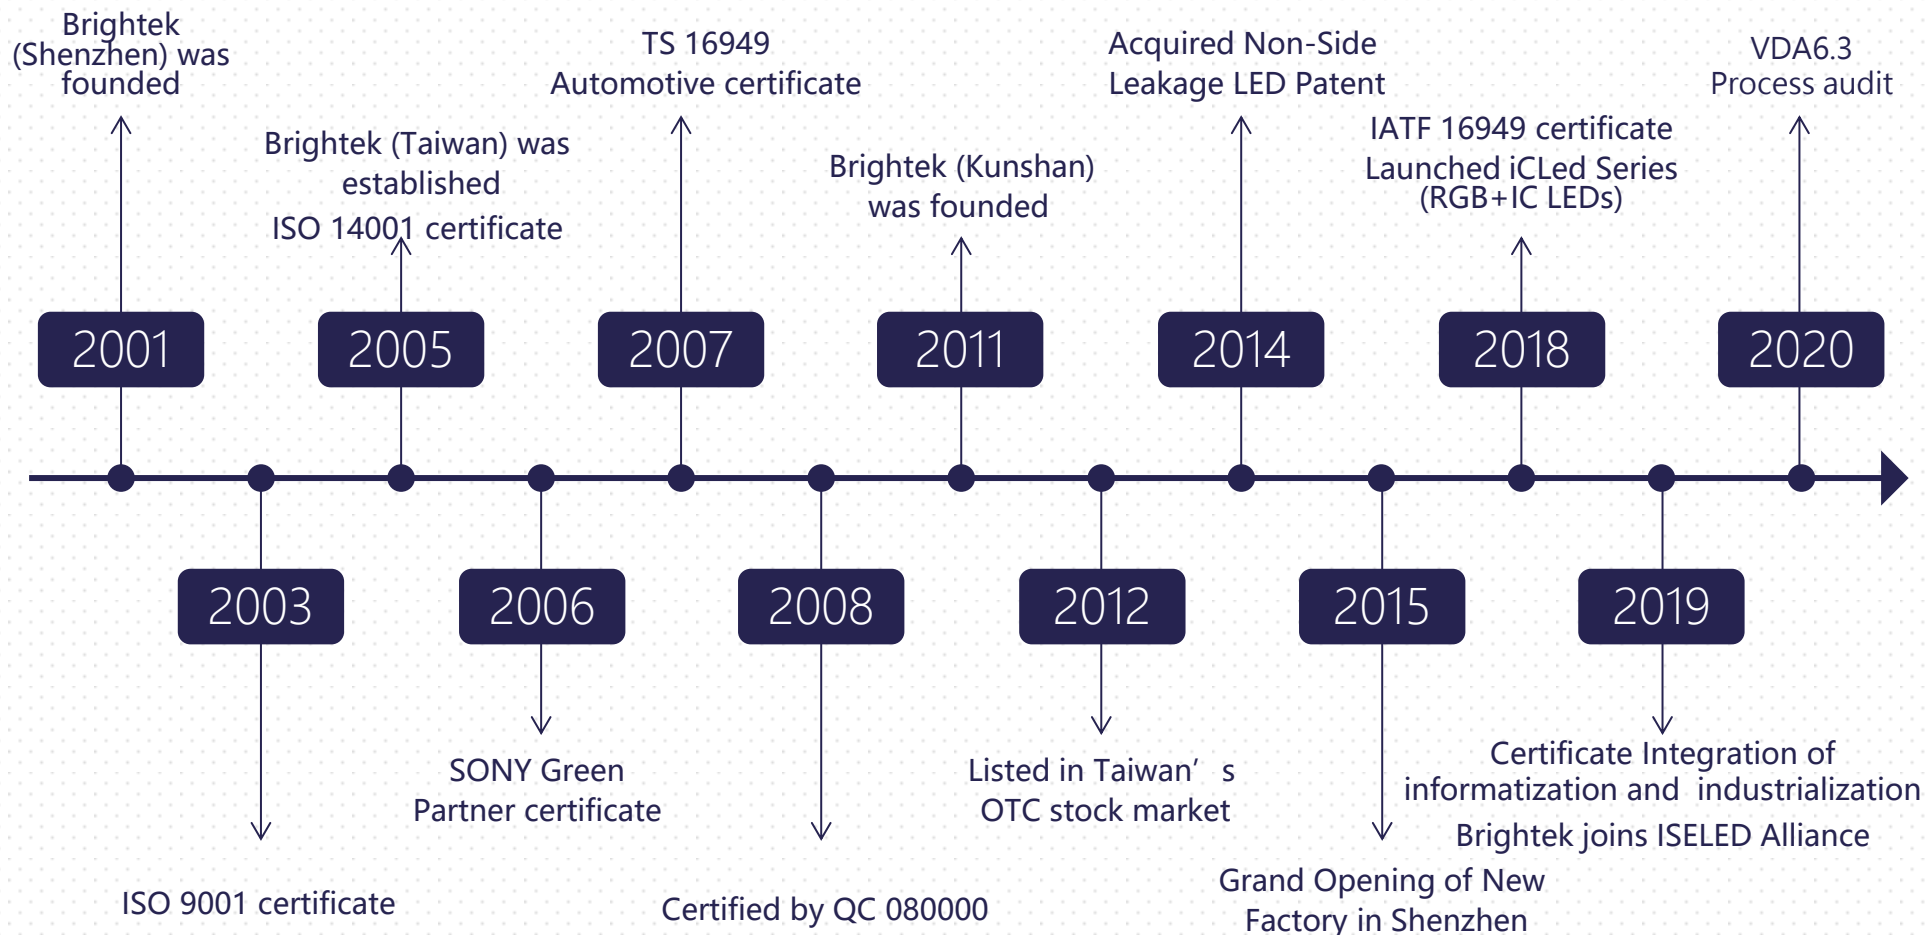 Brightek
(Shenzhen) was
founded
2001
2003
ISO 9001 certificate
Brightek (Taiwan) was
established
ISO 14001 certificate
2005
2006
SONY Green
Partner certificate
TS 16949
Automotive certificate
2007
2008
Certified by QC 080000
Brightek (Kunshan)
was founded
2011
2012
Listed in Taiwan’ s
OTC stock market
Acquired Non-Side
Leakage LED Patent
2014
2015
Grand Opening of New
Factory in Shenzhen
IATF 16949 certificate
Launched iCLed Series
(RGB+IC LEDs)
2018
2019
Certificate Integration of
informatization and industrialization
Brightek joins ISELED Alliance
VDA6.3
Process audit
2020